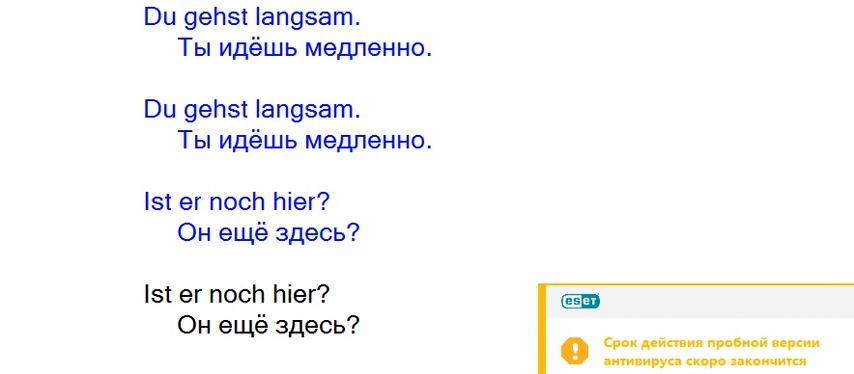 Du gehst langsam.
Ты идёшь медленно.
Du gehst langsam.
Ты идёшь медленно.
Ist er noch hier?
Он ещё здесь?
Ist er noch hier?
Он ещё здесь?
eseT
Срок действия пробной версии
антивируса скоро закончится